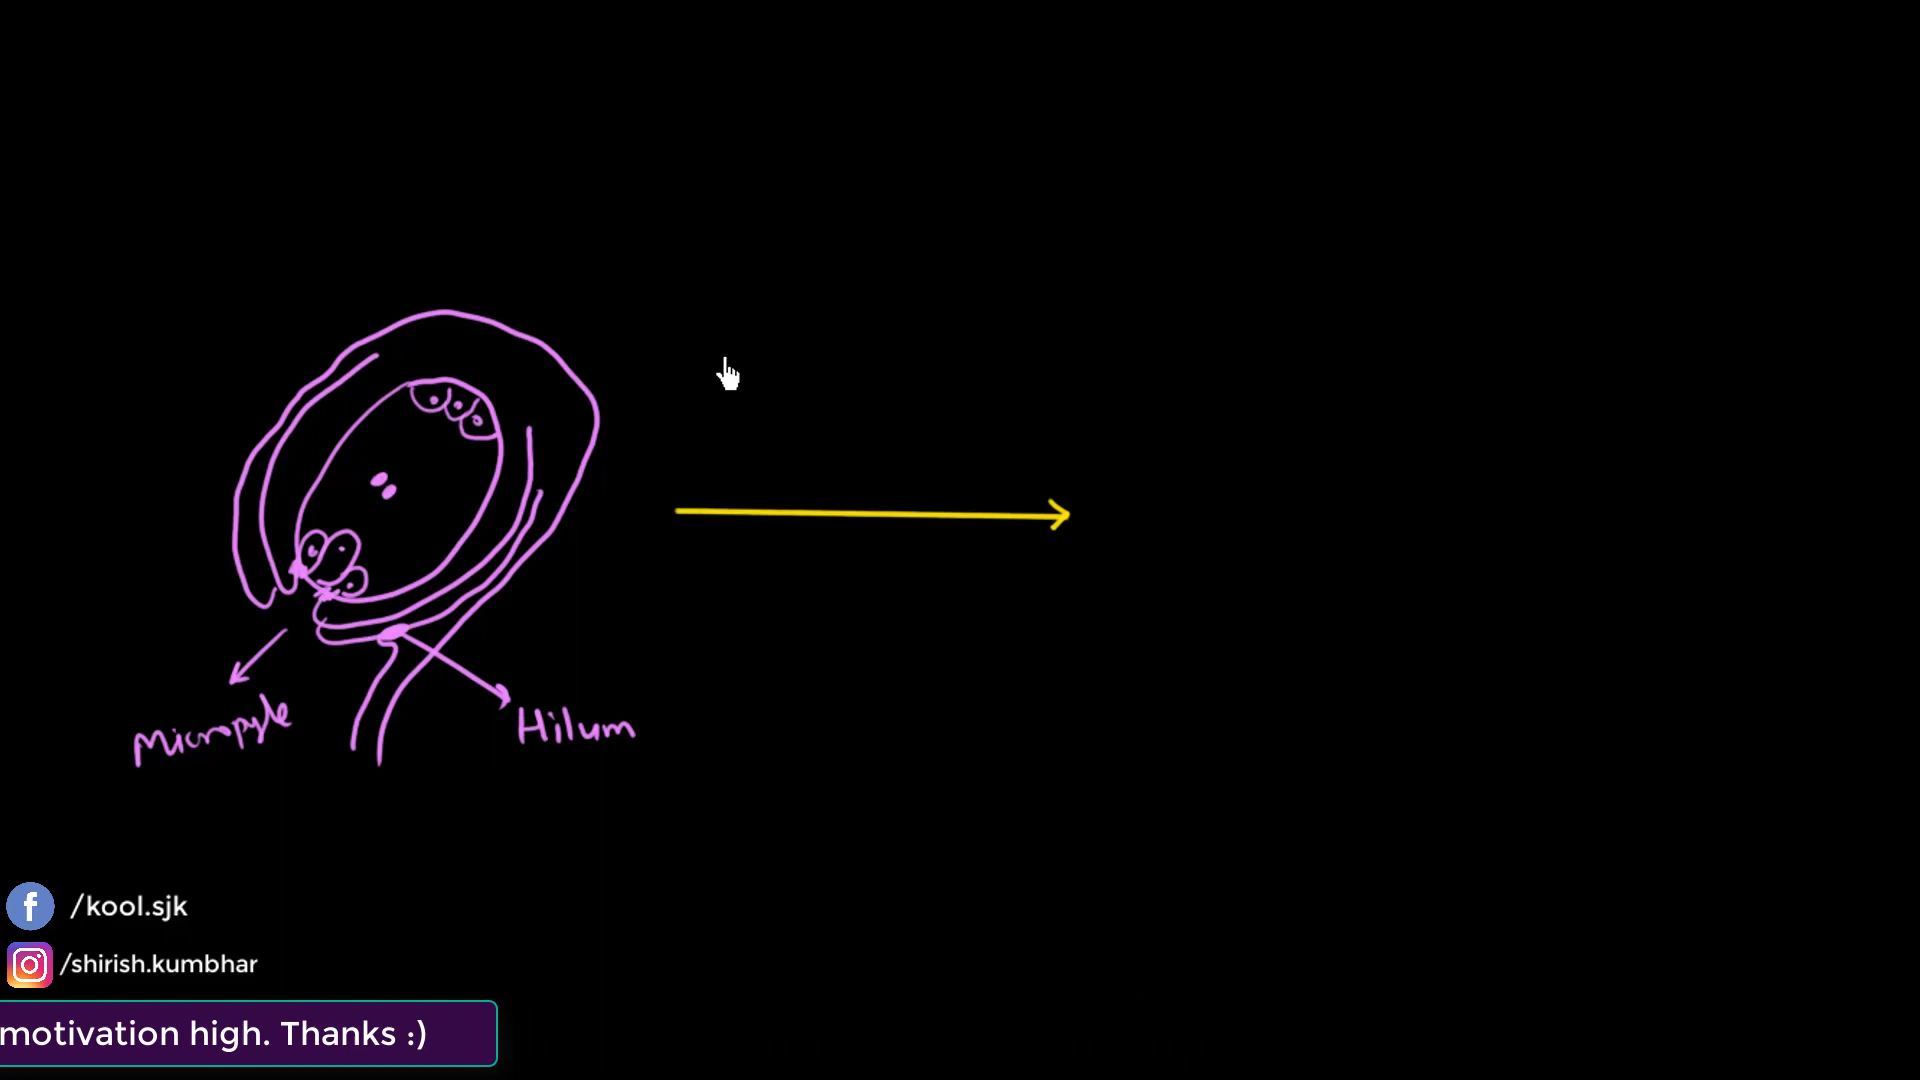 Micropyle
Hilum
/kool.sjk
/shirish.kumbhar
motivation high. Thanks :)